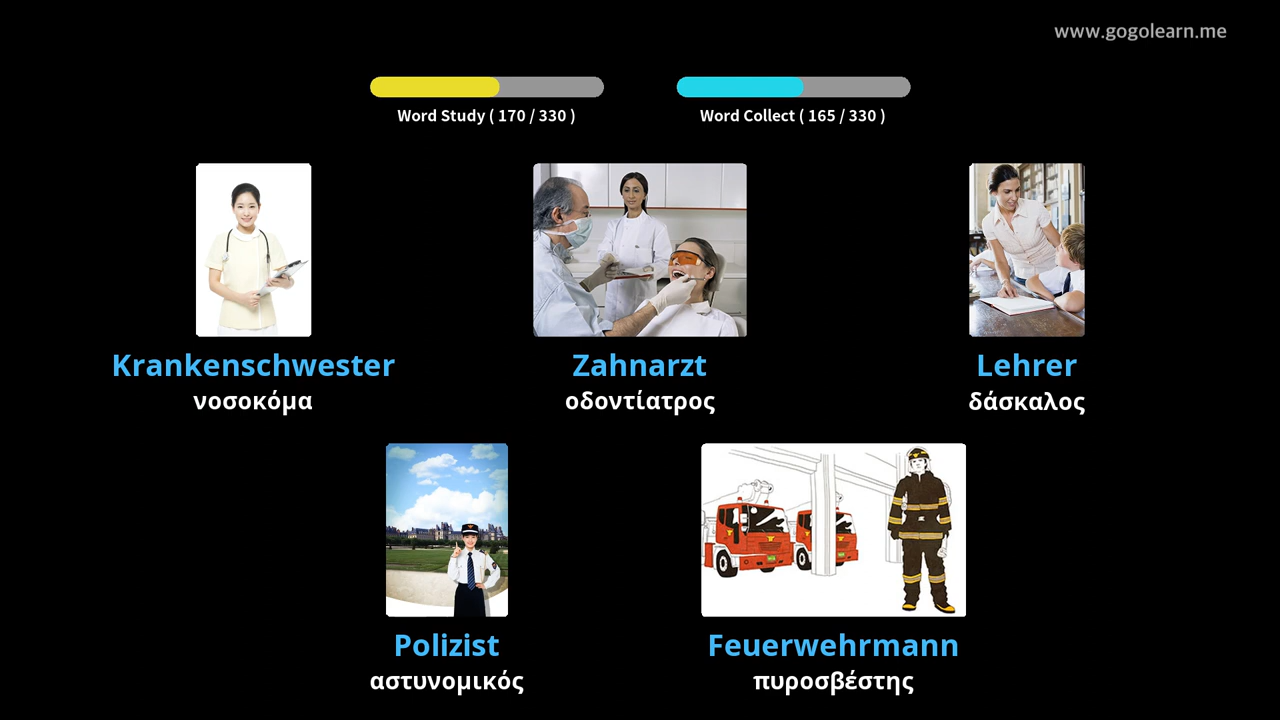 www.gogolearn.me
Word Study ( 170 / 330 )
Word Collect ( 165 / 330 )
Krankenschwester
νοσοκόμα
Zahnarzt
οδοντίατρος
Lehrer
δάσκαλος
Polizist
αστυνομικός
Feuerwehrmann
πυροσβέστης